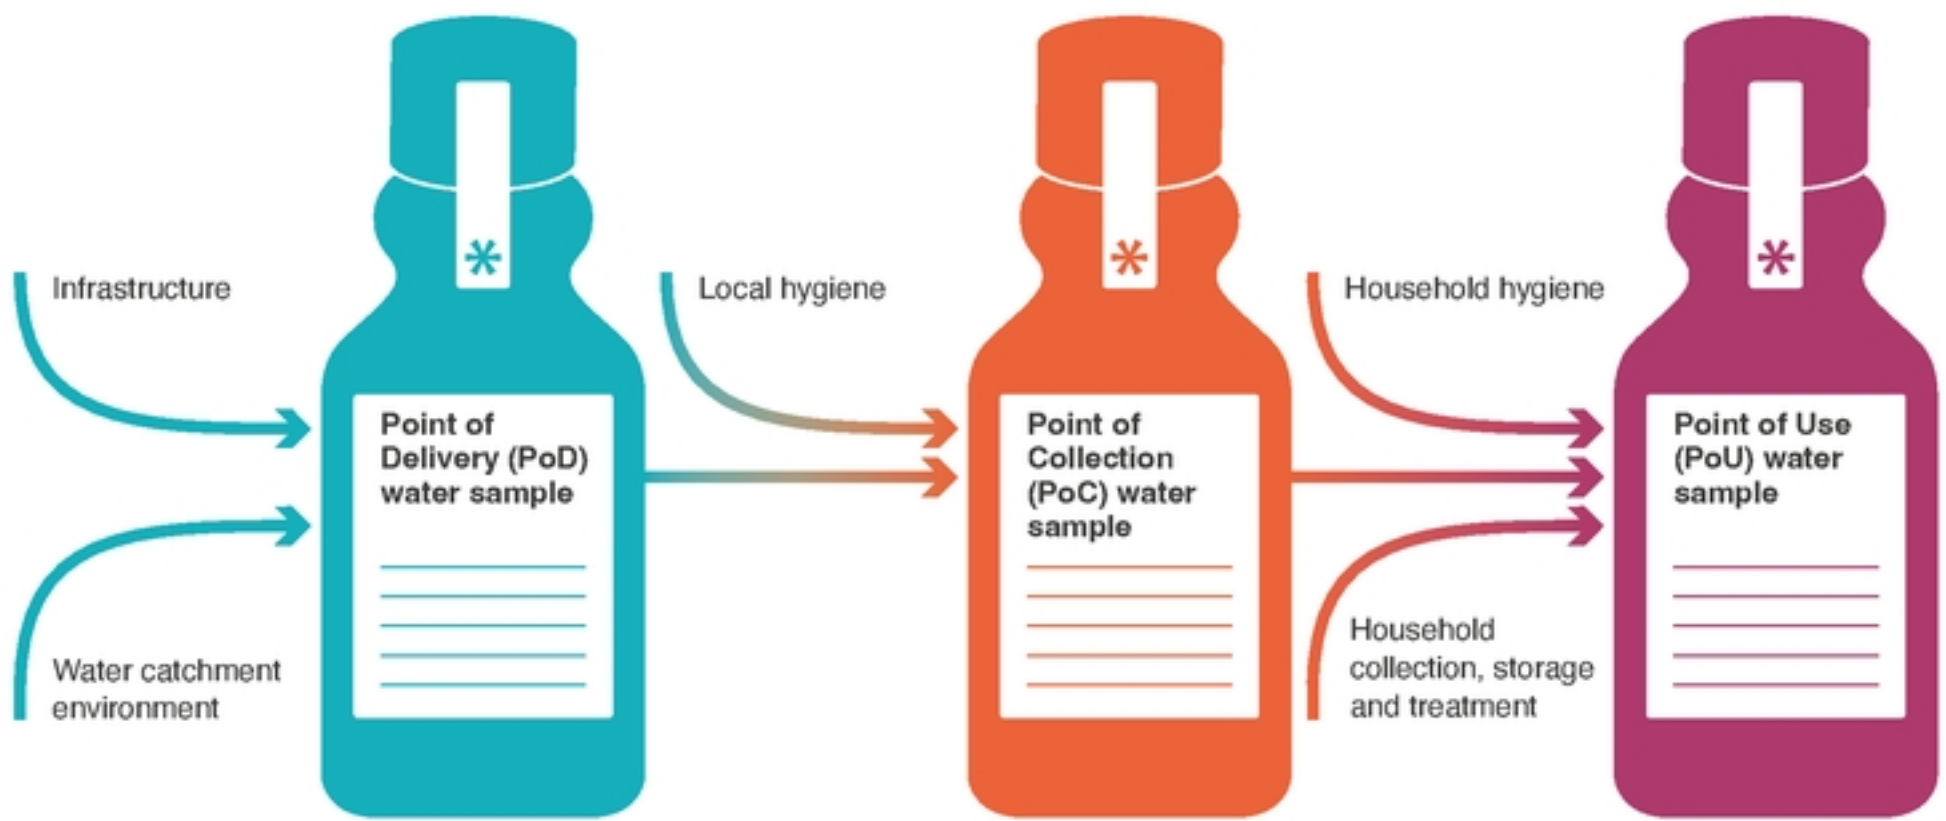 Infrastructure
Water catchment
environment
*
Point of
Delivery (PoD)
water sample
Local hygiene
*
Point of
Collection
(PoC) water
sample
Household hygiene
Household
collection, storage
and treatment
*
Point of Use
(PoU) water
sample